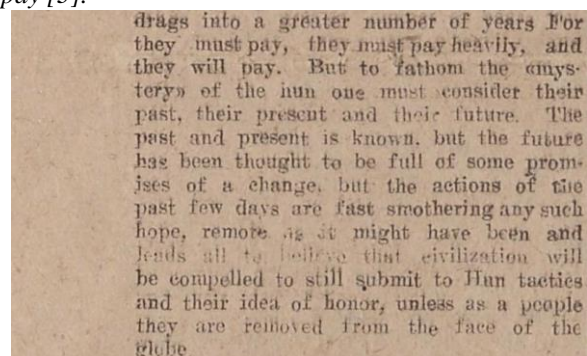 pay [5].
drags into a greater number of years For
they must pay, they must pay heavily, and
they will pay. But to fathom the «mys-
tery» of the hun one must consider their
past, their present and their future. The
past and present is known, but the future
has been thought to be full of some prom-
ises of a change, but the actions of the
past few days are fast smothering any such
hope, remote as it might have been and
leads all to believe that civilization will
be compelled to still submit to Hun tactics
and their idea of honor, unless as a people
they are removed from the face of the
globe